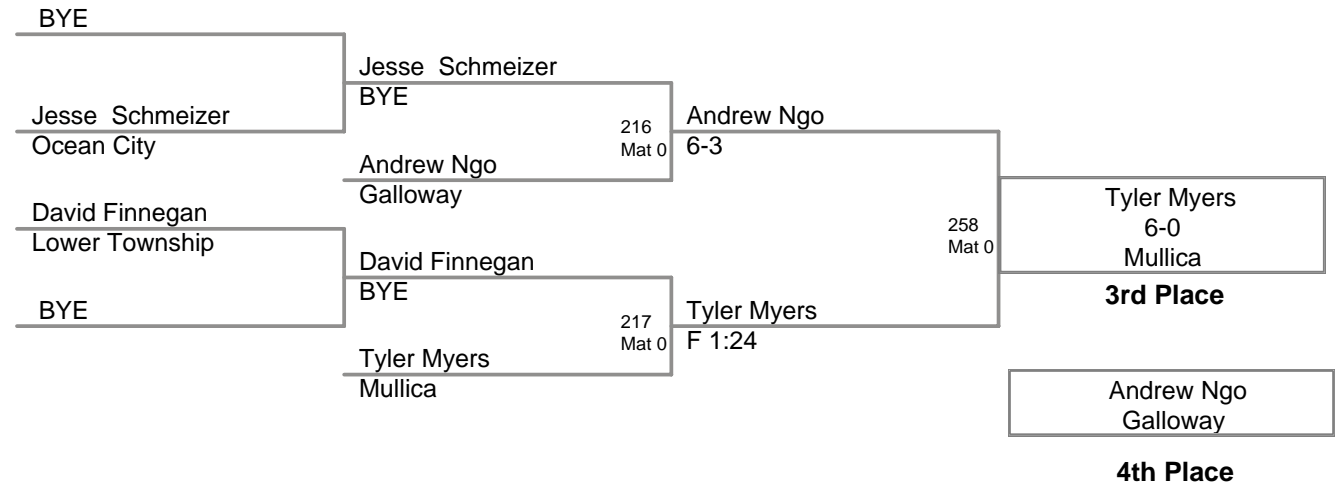 BYE
Jesse  Schmeizer
Ocean City
David Finnegan
Lower Township
BYE
Jesse  Schmeizer
BYE
Andrew Ngo
Galloway
216
Mat 0
David Finnegan
BYE
Tyler Myers
Mullica
217
Mat 0
Andrew Ngo
6-3
Tyler Myers
F 1:24
258
Mat 0
Tyler Myers
6-0
Mullica
3rd Place
Andrew Ngo
Galloway
4th Place